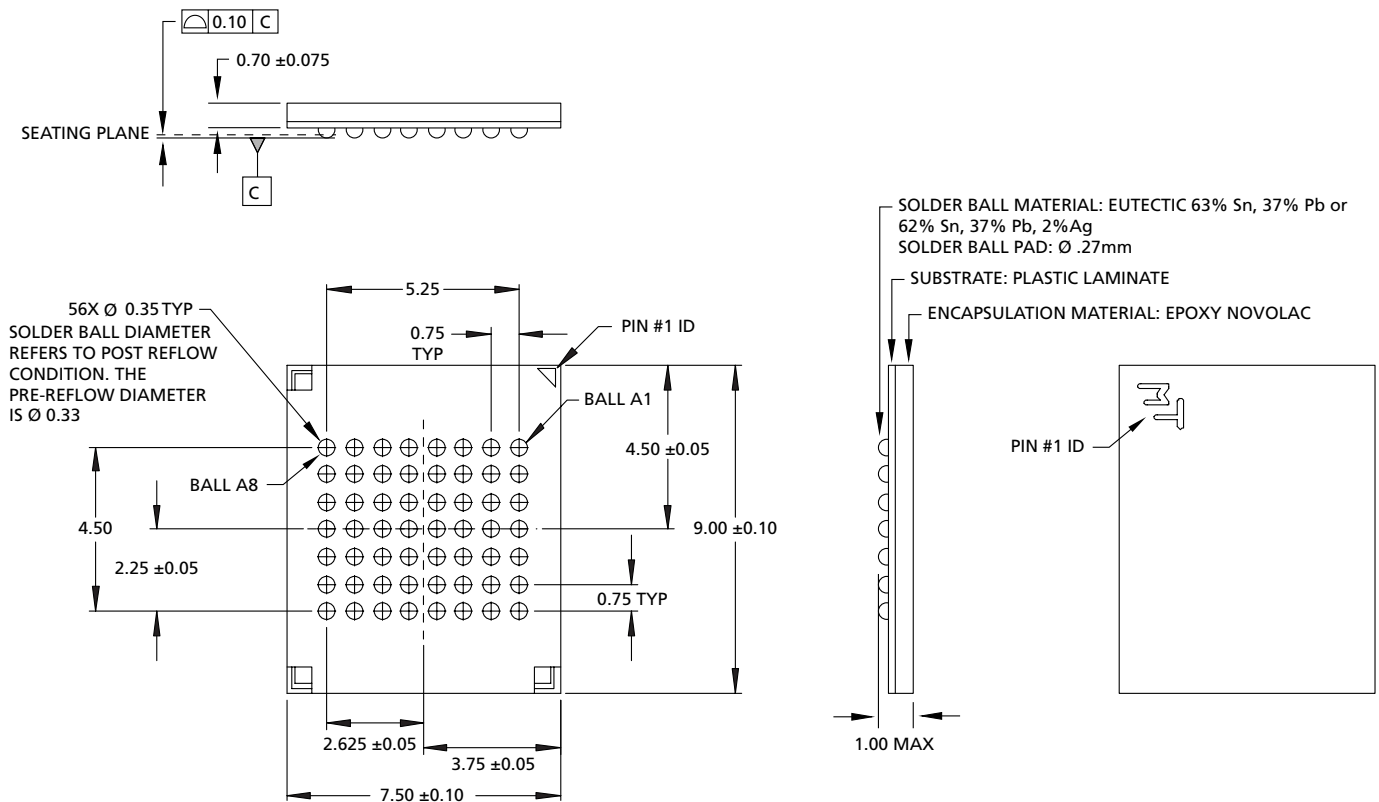 0.10 C
0.70 ±0.075
SEATING PLANE
C
SOLDER BALL MATERIAL: EUTECTIC 63% Sn, 37% Pb or
62% Sn, 37% Pb, 2%Ag
SOLDER BALL PAD: Ø .27mm
SUBSTRATE: PLASTIC LAMINATE
ENCAPSULATION MATERIAL: EPOXY NOVOLAC
56X Ø 0.35 TYP
SOLDER BALL DIAMETER
REFERS TO POST REFLOW
CONDITION. THE
PRE-REFLOW DIAMETER
IS Ø 0.33
5.25
0.75
TYP
PIN #1 ID
BALL A1
4.50 ±0.05
BALL A8
4.50
2.25 ±0.05
9.00 ±0.10
0.75 TYP
2.625 ±0.05
3.75 ±0.05
7.50 ±0.10
PIN #1 ID
1.00 MAX